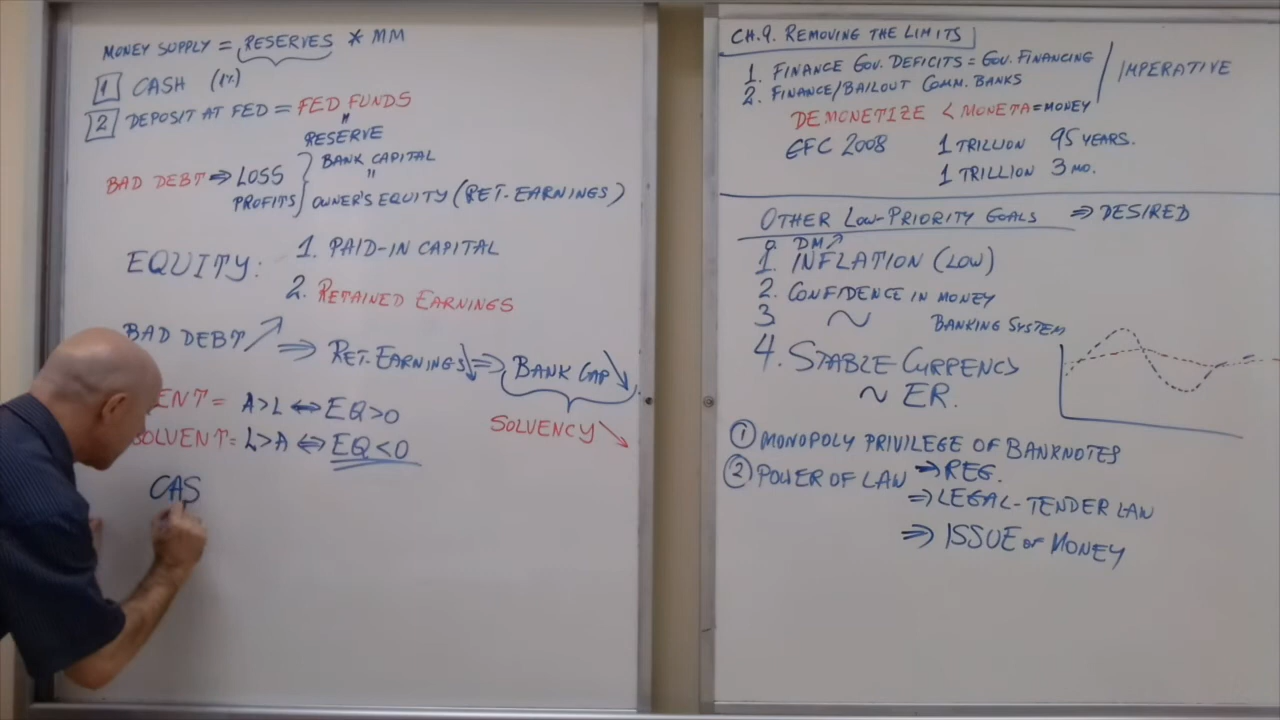 MONEY SUPPLY = RESERVES * MM
1 CASH (1%)
2 DEPOSIT AT FED = FED FUNDS
"
RESERVE
BAD DEBT ⇒ LOSS } BANK CAPITAL
"
PROFITS OWNER'S EQUITY (RET. EARNINGS)
EQUITY: 1. PAID-IN CAPITAL
2. RETAINED EARNINGS
BAD DEBT ↗ ⇒ RET. EARNINGS ↓ ⇒ BANK CAP ↓
SOLVENCY ↘
ENT = A>L ⇔ EQ>0
SOLVENT = L>A ⇔ EQ<0
CAS
CH.9. REMOVING THE LIMITS
1. FINANCE GOV. DEFICITS = GOV. FINANCING
2. FINANCE/BAILOUT COMM. BANKS
IMPERATIVE
DEMONETIZE < MONETA = MONEY
GFC 2008 1 TRILLION 95 YEARS.
1 TRILLION 3 MO.
OTHER LOW-PRIORITY GOALS ⇒ DESIRED
0. DM ↗
1. INFLATION (LOW)
2. CONFIDENCE IN MONEY
3 ~ BANKING SYSTEM
4. STABLE CURRENCY
~ ER.
① MONOPOLY PRIVILEGE OF BANKNOTES
② POWER OF LAW ⇒ REG.
⇒ LEGAL-TENDER LAW
⇒ ISSUE OF MONEY